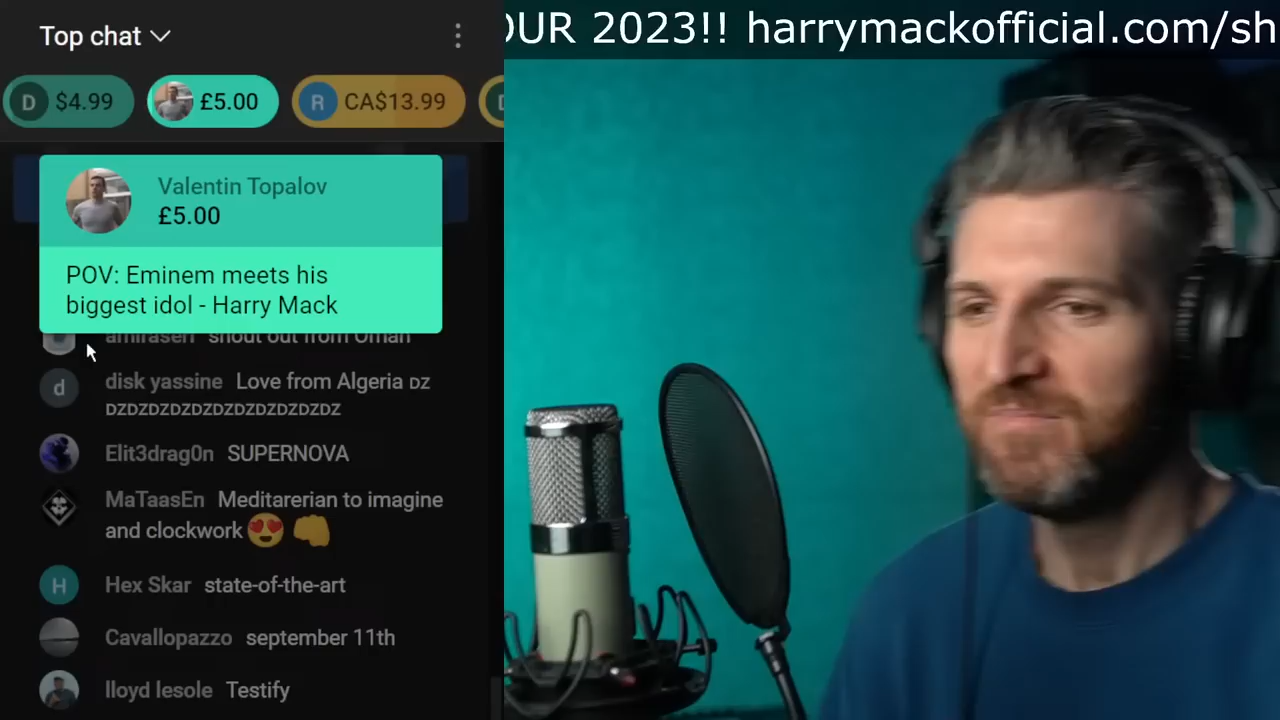 OUR 2023!! harrymackofficial.com/sh
Top chat
D $4.99
£5.00
R CA$13.99
Valentin Topalov
£5.00
POV: Eminem meets his
biggest idol - Harry Mack
amirasen shout out from Oman
d disk yassine Love from Algeria DZ
DZDZDZDZDZDZDZDZDZDZDZ
Elit3drag0n SUPERNOVA
MaTaasEn Meditarerian to imagine
and clockwork
H Hex Skar state-of-the-art
Cavallopazzo september 11th
lloyd lesole Testify